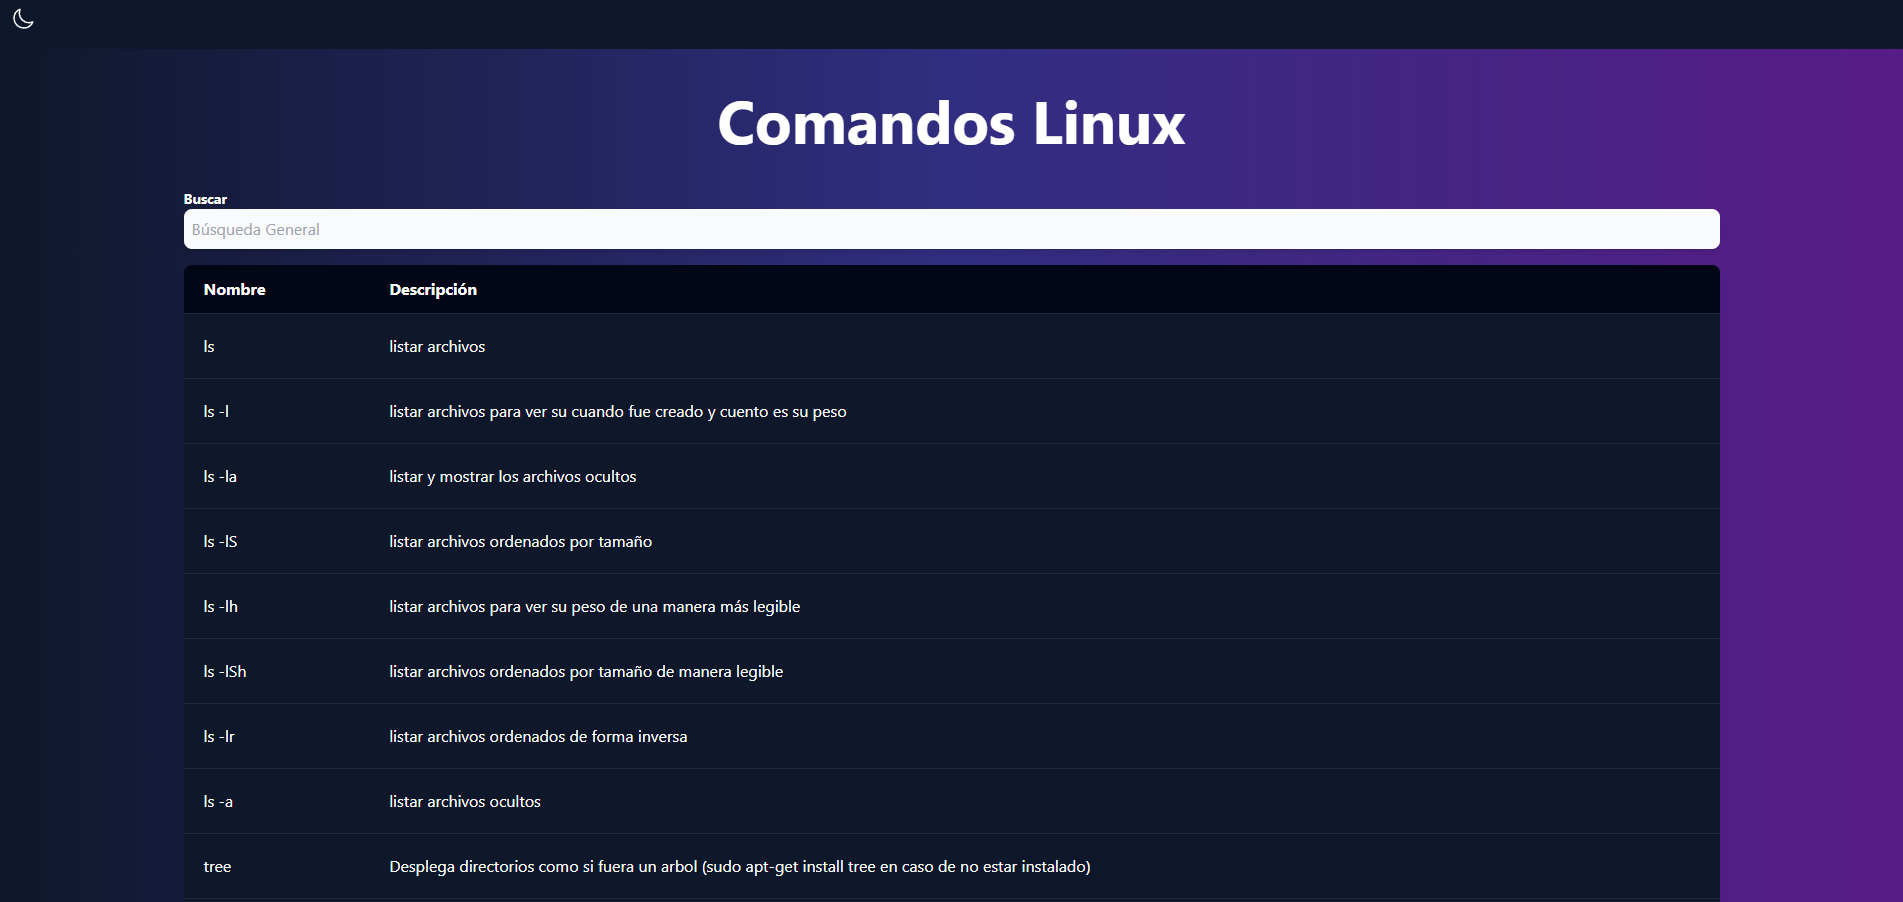 Comandos Linux
Buscar
Búsqueda General
Nombre Descripción
ls listar archivos
ls -l listar archivos para ver su cuando fue creado y cuento es su peso
ls -la listar y mostrar los archivos ocultos
ls -lS listar archivos ordenados por tamaño
ls -lh listar archivos para ver su peso de una manera más legible
ls -lSh listar archivos ordenados por tamaño de manera legible
ls -lr listar archivos ordenados de forma inversa
ls -a listar archivos ocultos
tree Desplega directorios como si fuera un arbol (sudo apt-get install tree en caso de no estar instalado)